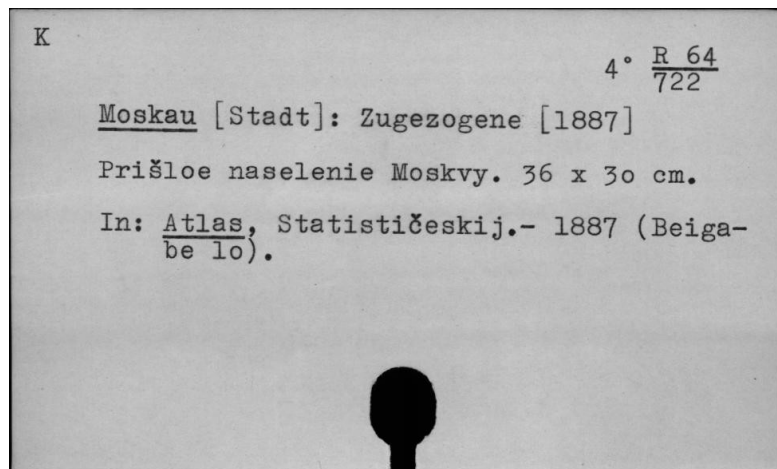 K
4° R 64
722
Moskau [Stadt]: Zugezogene [1887]
Prišloe naselenie Moskvy. 36 x 3o cm.
In: Atlas, Statističeskij.- 1887 (Beiga-
be lo).